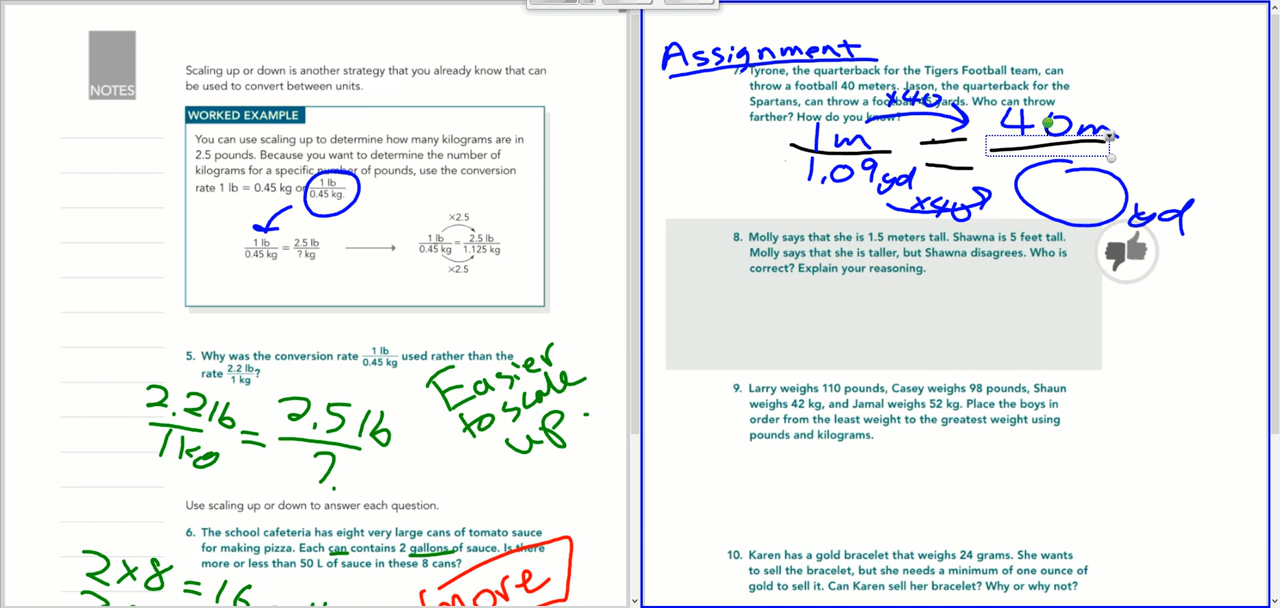 NOTES
Scaling up or down is another strategy that you already know that can
be used to convert between units.
WORKED EXAMPLE
You can use scaling up to determine how many kilograms are in
2.5 pounds. Because you want to determine the number of
kilograms for a specific number of pounds, use the conversion
rate 1 lb = 0.45 kg or 1 lb
0.45 kg.
×2.5
1 lb
0.45 kg
=
2.5 lb
? kg
1 lb
0.45 kg
=
2.5 lb
1.125 kg
×2.5
5. Why was the conversion rate 1 lb
0.45 kg used rather than the
rate 2.2 lb
1 kg?
2.2 lb
1 kg
=
2.5 lb
?
Easier
to scale
up.
Use scaling up or down to answer each question.
6. The school cafeteria has eight very large cans of tomato sauce
for making pizza. Each can contains 2 gallons of sauce. Is there
more or less than 50 L of sauce in these 8 cans?
2 x 8 = 16
more
Assignment
7. Tyrone, the quarterback for the Tigers Football team, can
throw a football 40 meters. Jason, the quarterback for the
Spartans, can throw a football yards. Who can throw
farther? How do you know?
x40
1 m
1.09 yd
=
40 m
yd
x40
8. Molly says that she is 1.5 meters tall. Shawna is 5 feet tall.
Molly says that she is taller, but Shawna disagrees. Who is
correct? Explain your reasoning.
9. Larry weighs 110 pounds, Casey weighs 98 pounds, Shaun
weighs 42 kg, and Jamal weighs 52 kg. Place the boys in
order from the least weight to the greatest weight using
pounds and kilograms.
10. Karen has a gold bracelet that weighs 24 grams. She wants
to sell the bracelet, but she needs a minimum of one ounce of
gold to sell it. Can Karen sell her bracelet? Why or why not?